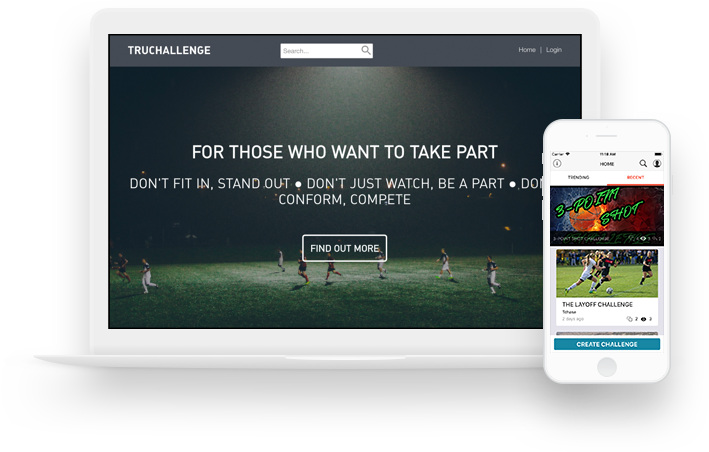 TRUCHALLENGE
Search...
Home | Login
FOR THOSE WHO WANT TO TAKE PART
DON'T FIT IN, STAND OUT ● DON'T JUST WATCH, BE A PART ● DON
CONFORM, COMPETE
FIND OUT MORE
Carrier 11:18 AM
HOME
TRENDING RECENT
3-POINT
SHOT
3-POINT SHOT CHALLENGE
THE LAYOFF CHALLENGE
2 days ago 2 3
CREATE CHALLENGE